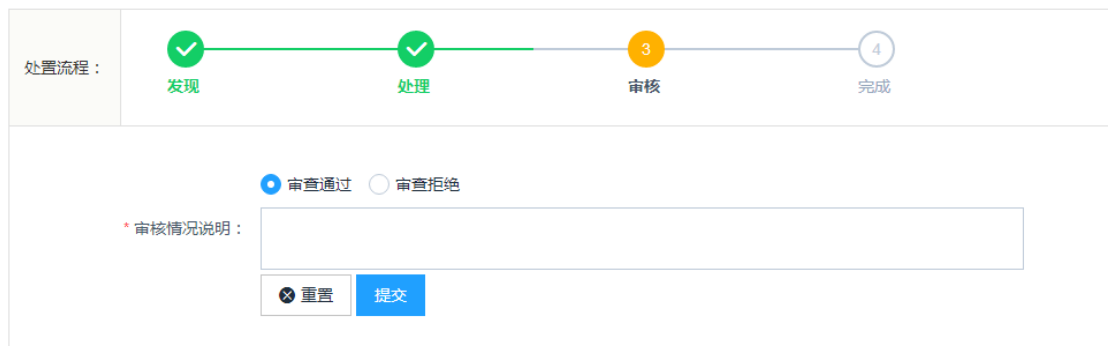 处置流程：
3 4
发现 处理 审核 完成
审查通过 审查拒绝
* 审核情况说明：
重置 提交